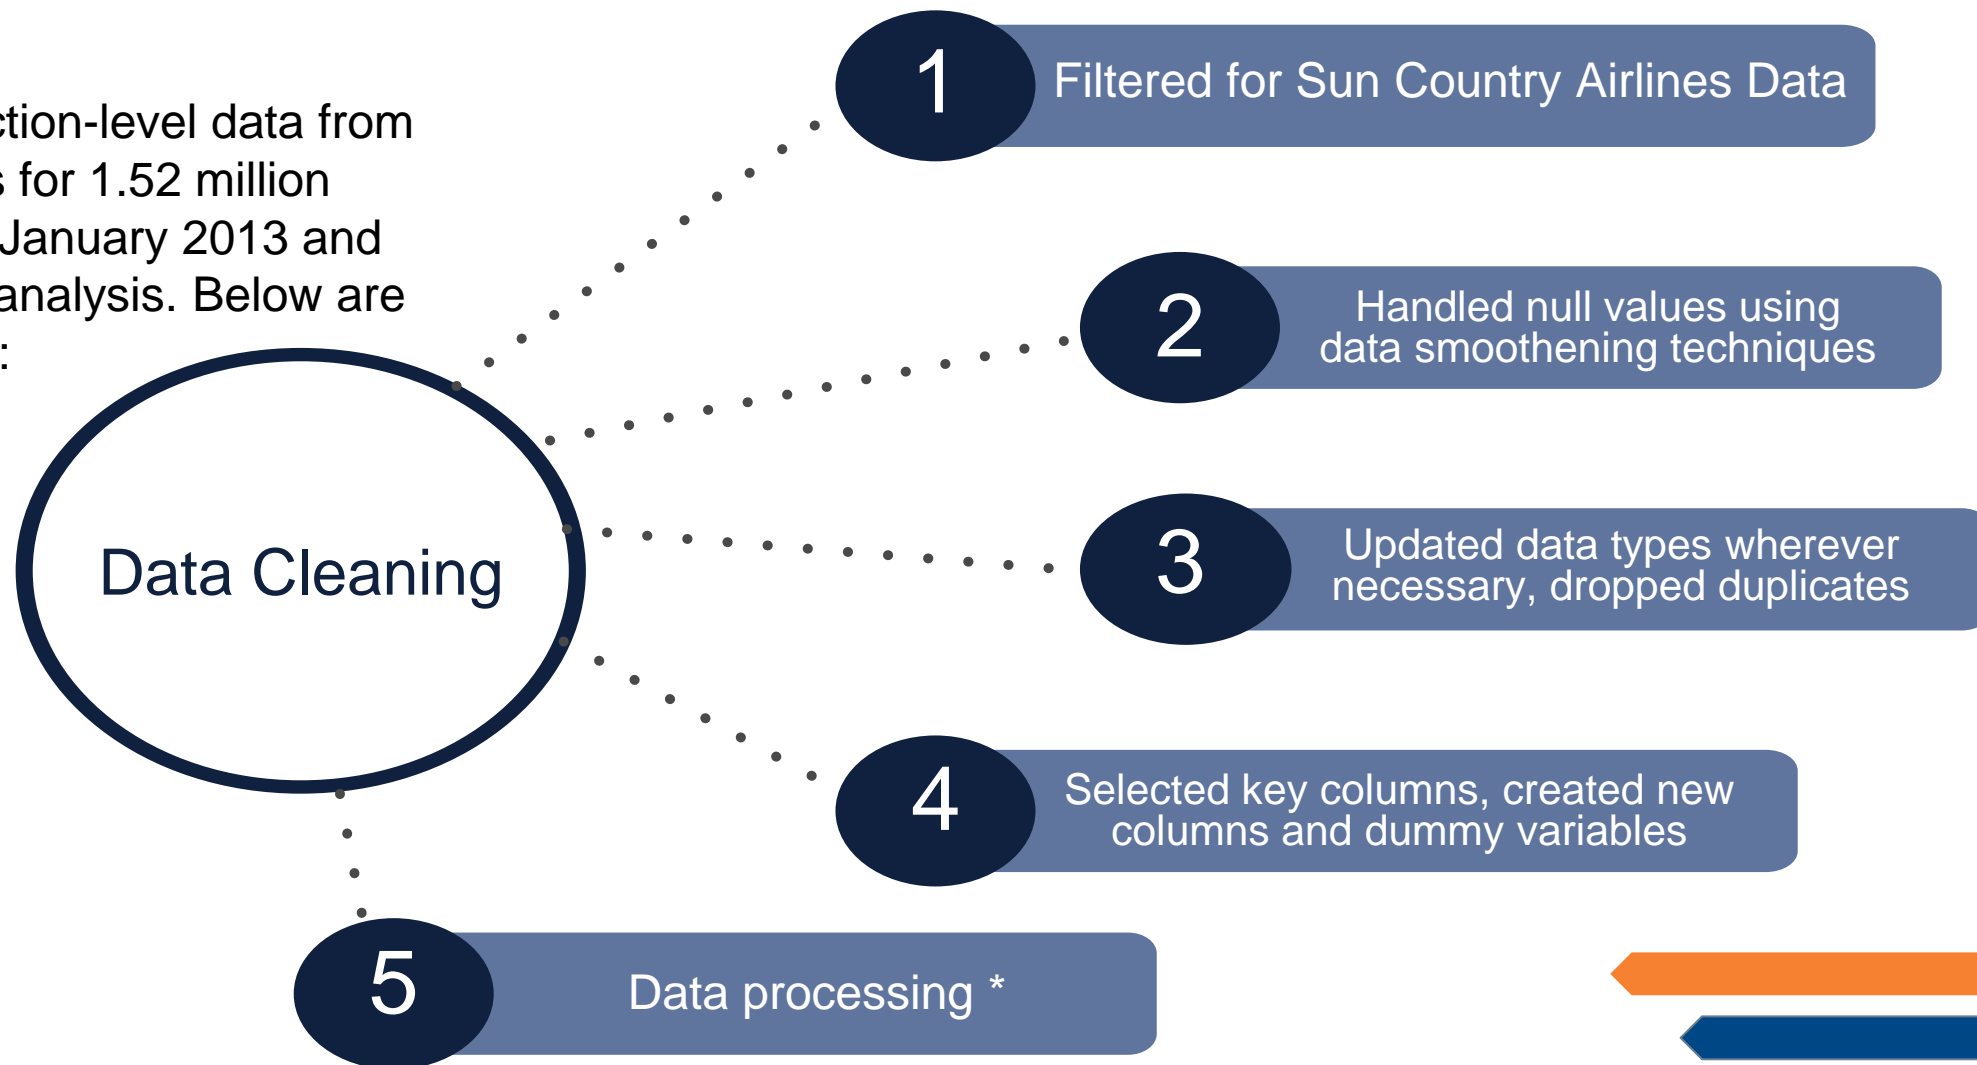 ction-level data from
s for 1.52 million
January 2013 and
analysis. Below are
:
Data Cleaning
1
Filtered for Sun Country Airlines Data
2
Handled null values using
data smoothening techniques
3
Updated data types wherever
necessary, dropped duplicates
4
Selected key columns, created new
columns and dummy variables
5
Data processing *